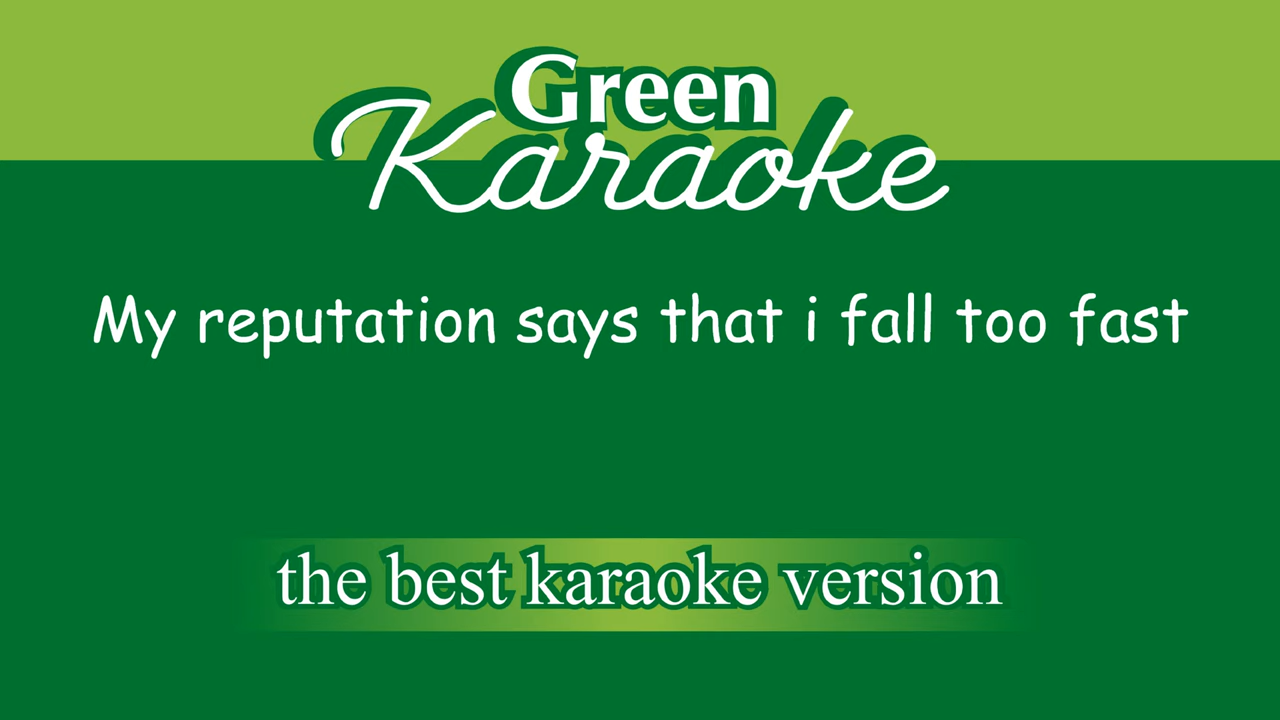 Green
Karaoke
My reputation says that i fall too fast
the best karaoke version